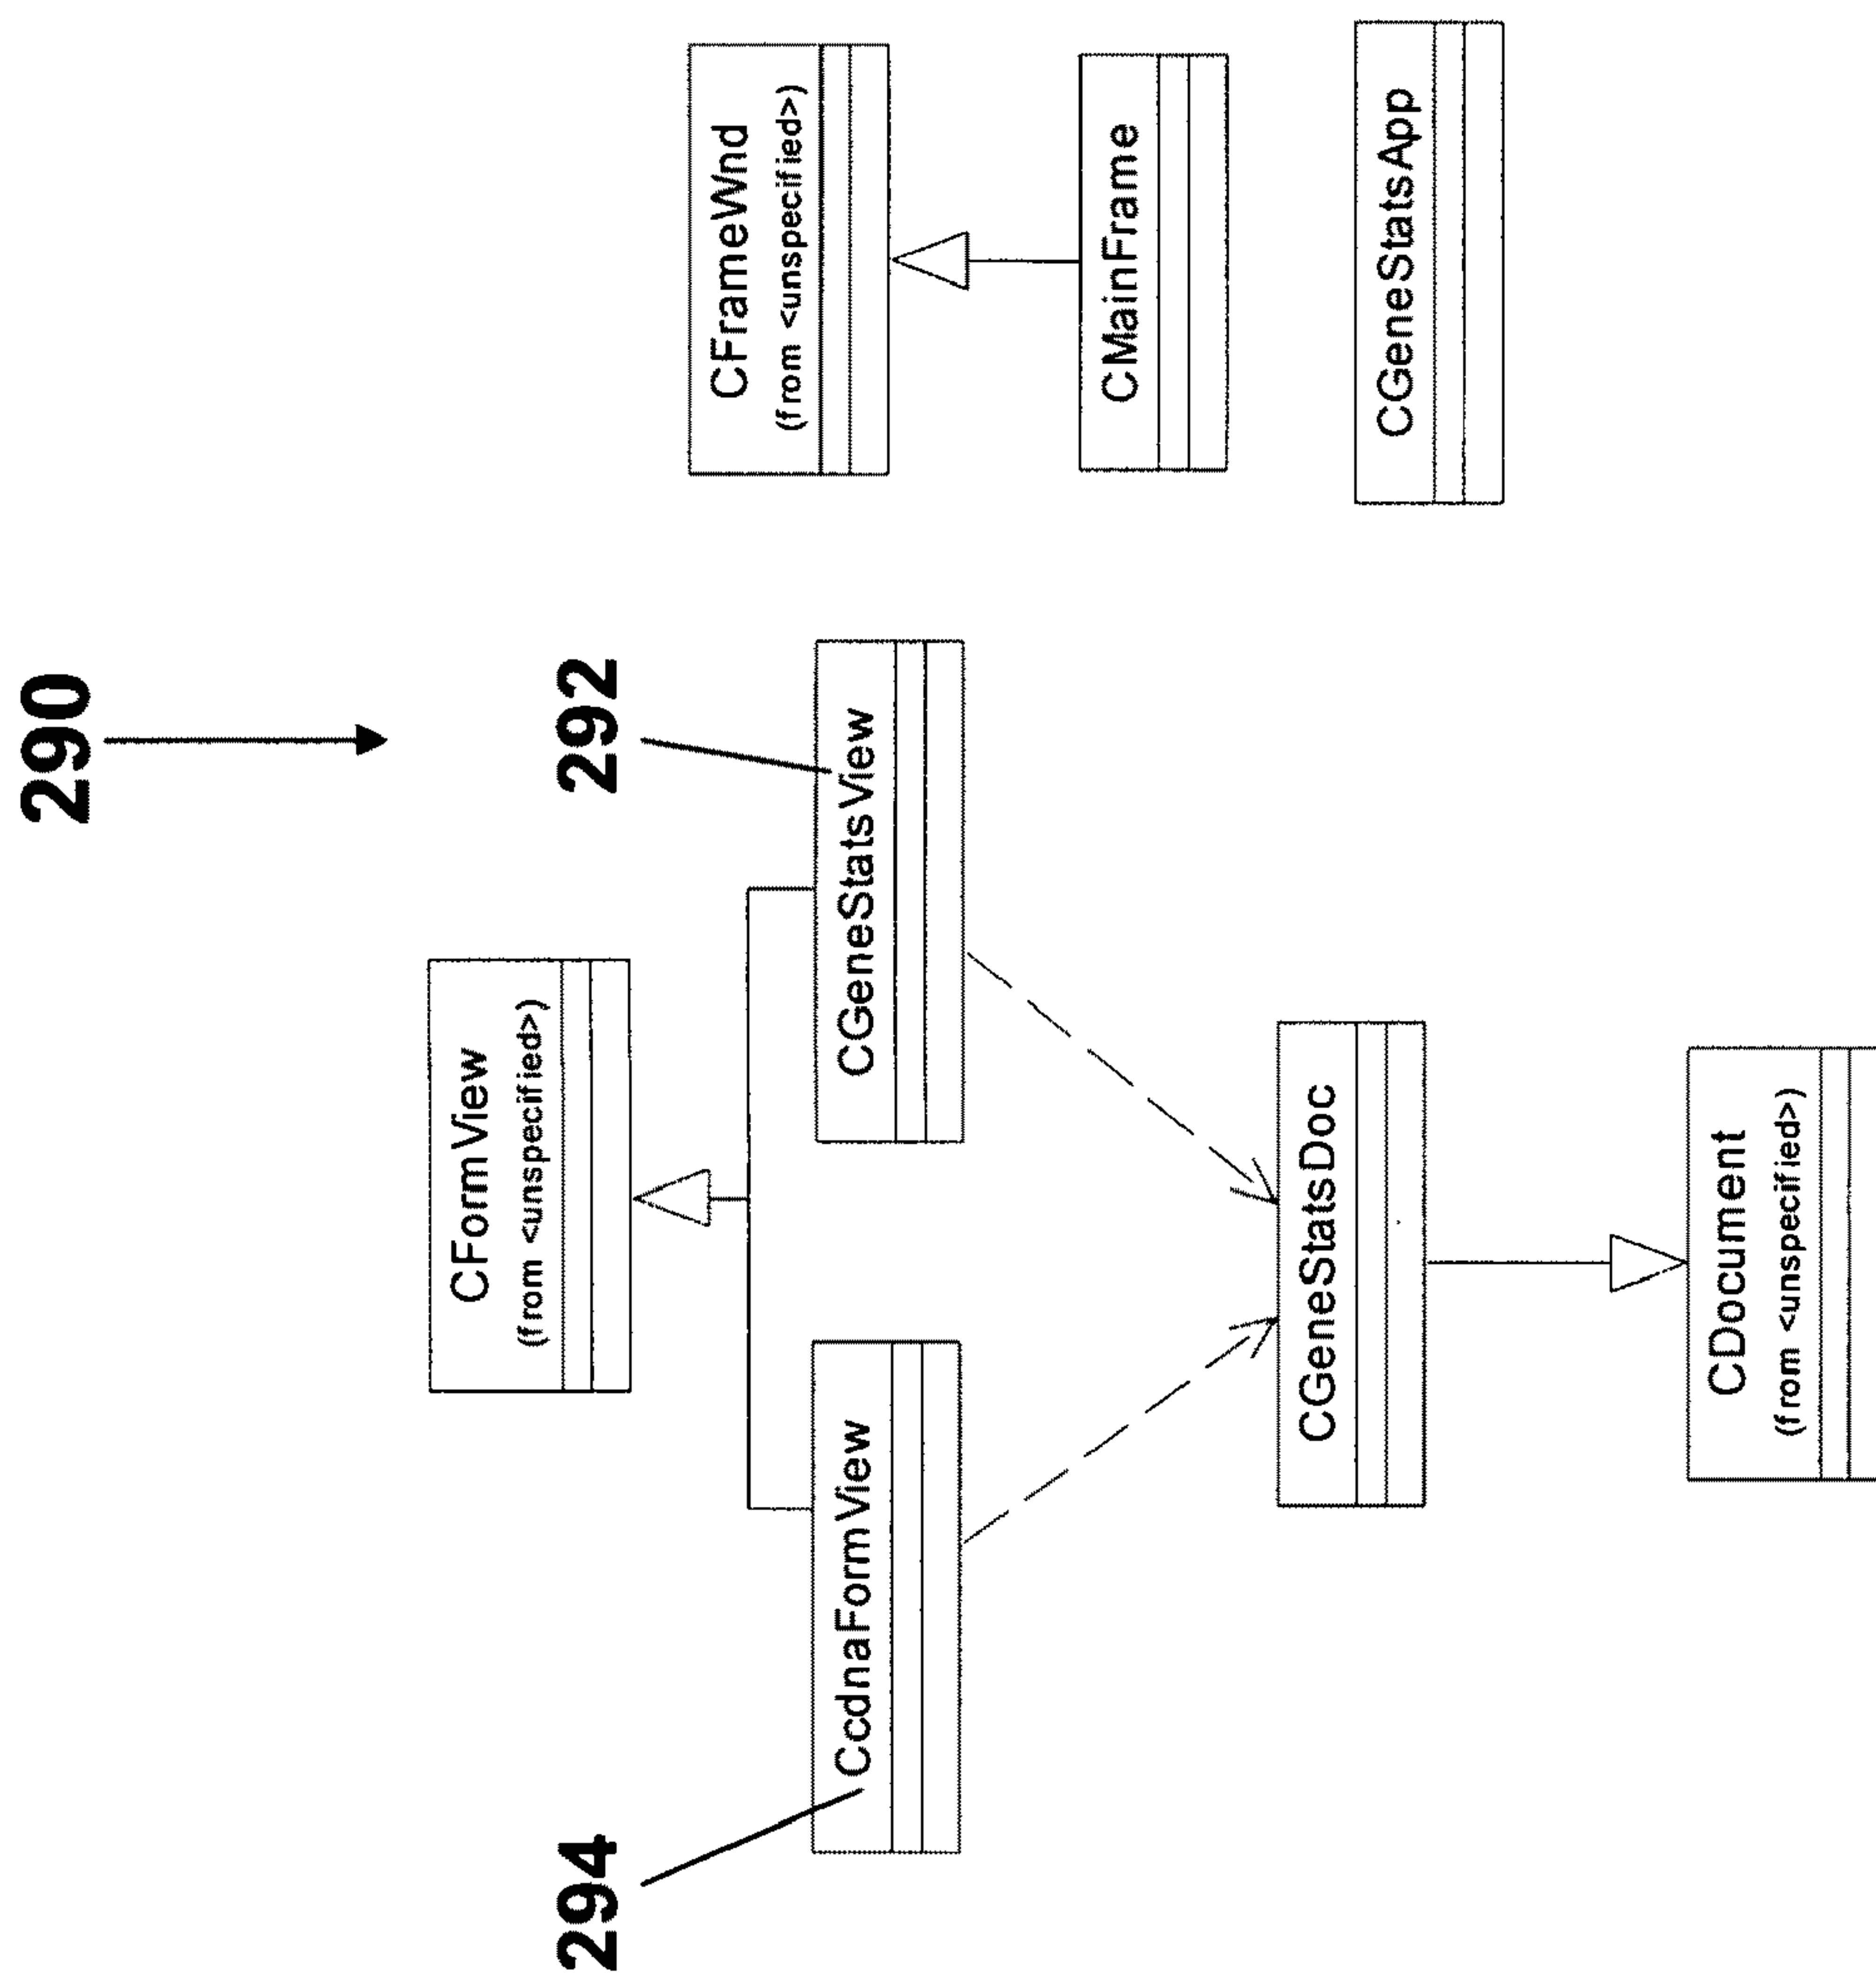 290
CFormView
(from <unspecified>)
294
292
CFrameWnd
(from <unspecified>)
CcdnaFormView
CGeneStatsView
CMainFrame
CGeneStatsDoc
CGeneStatsApp
CDocument
(from <unspecified>)